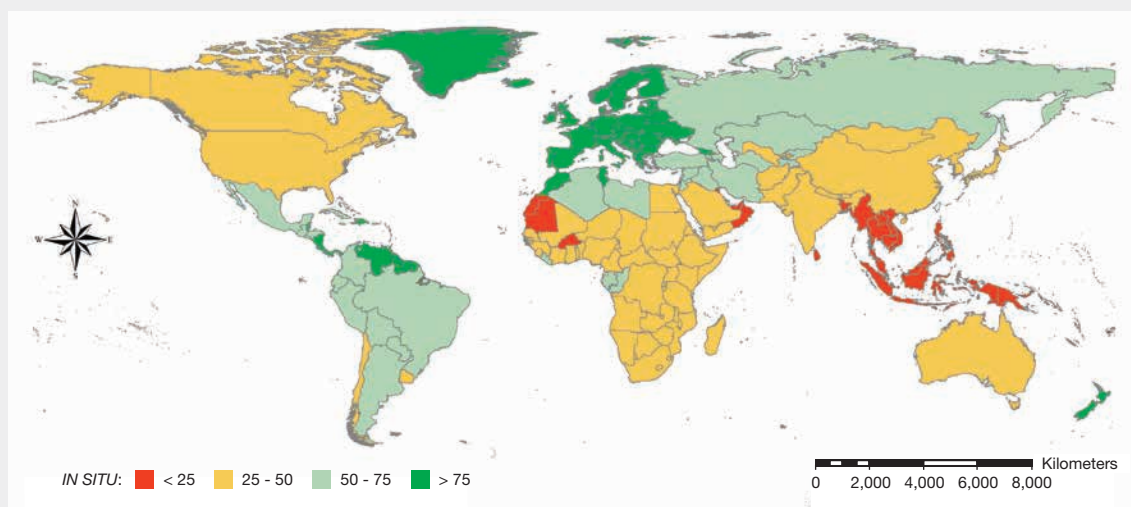 N
W E
S
IN SITU: < 25 25 - 50 50 - 75 > 75
Kilometers
0 2,000 4,000 6,000 8,000